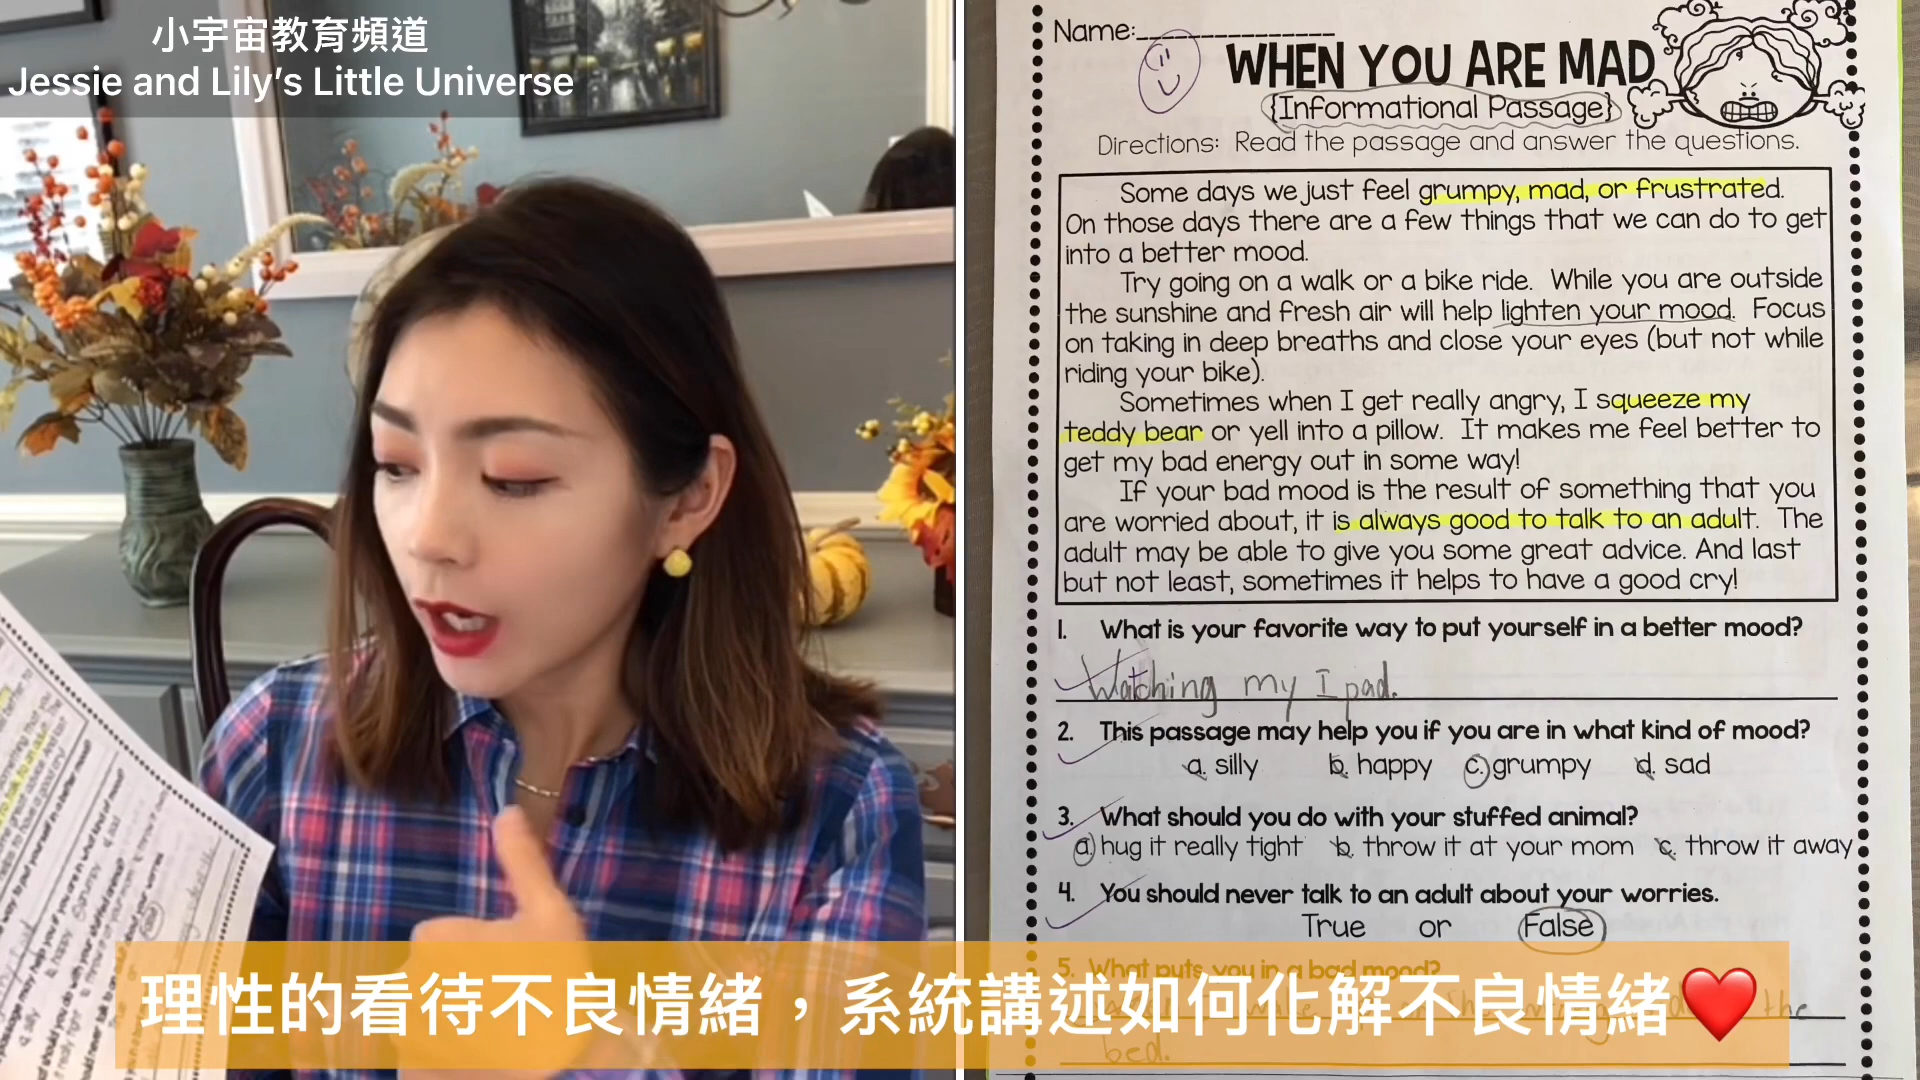 小宇宙教育頻道
Jessie and Lily's Little Universe
Name:
WHEN YOU ARE MAD
{Informational Passage}
Directions: Read the passage and answer the questions.
Some days we just feel grumpy, mad, or frustrated.
On those days there are a few things that we can do to get
into a better mood.
Try going on a walk or a bike ride. While you are outside
the sunshine and fresh air will help lighten your mood. Focus
on taking in deep breaths and close your eyes (but not while
riding your bike).
Sometimes when I get really angry, I squeeze my
teddy bear or yell into a pillow. It makes me feel better to
get my bad energy out in some way!
If your bad mood is the result of something that you
are worried about, it is always good to talk to an adult. The
adult may be able to give you some great advice. And last
but not least, sometimes it helps to have a good cry!
1. What is your favorite way to put yourself in a better mood?
Watching my Ipad.
2. This passage may help you if you are in what kind of mood?
a. silly b. happy c. grumpy d. sad
3. What should you do with your stuffed animal?
a. hug it really tight b. throw it at your mom c. throw it away
4. You should never talk to an adult about your worries.
True or False
5. What puts you in a bad mood?
the
bed.
理性的看待不良情緒，系統講述如何化解不良情緒❤️